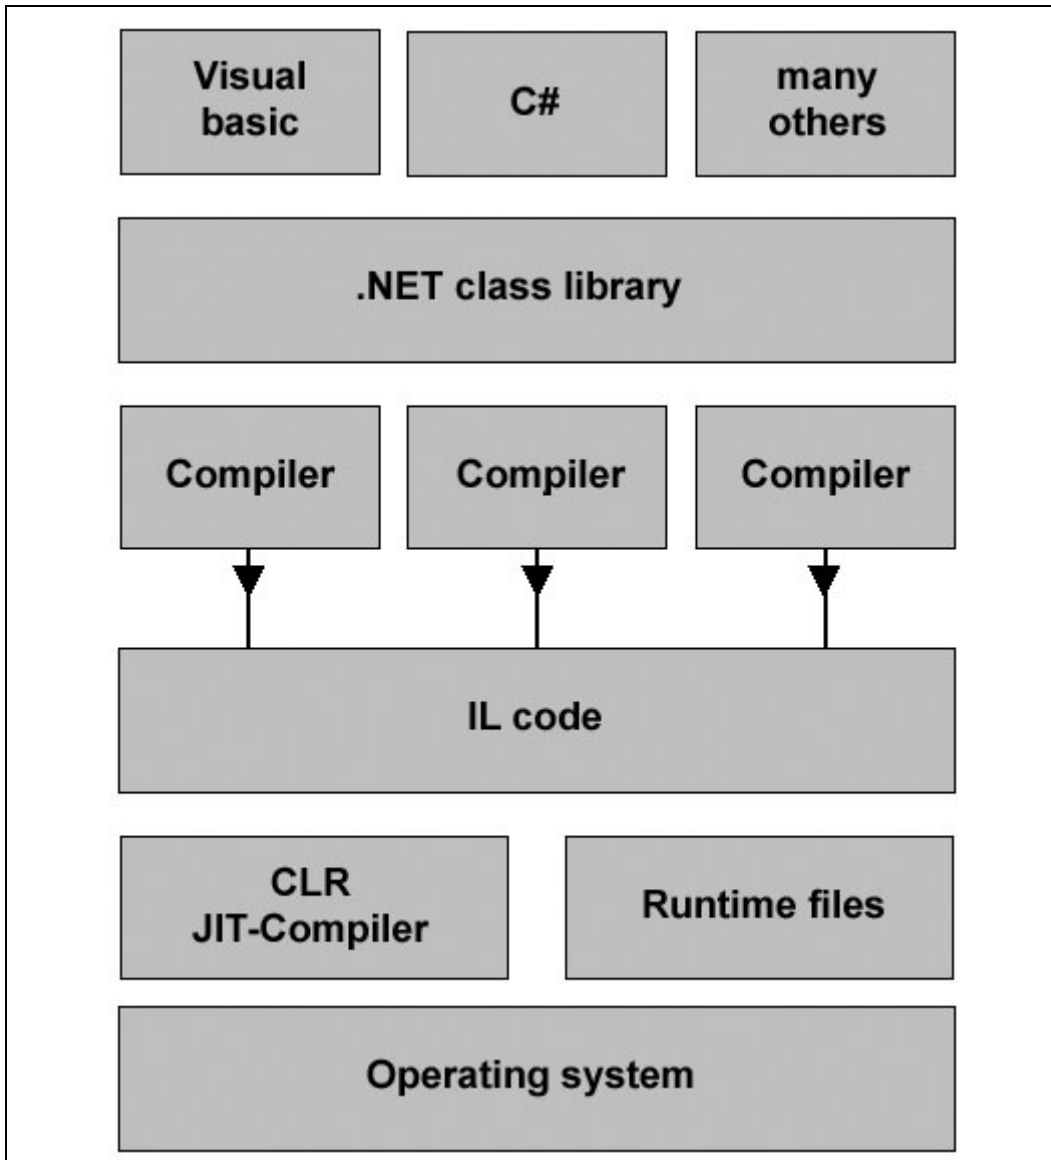 Visual
basic
C#
many
others
.NET class library
Compiler
Compiler
Compiler
IL code
CLR
JIT-Compiler
Runtime files
Operating system